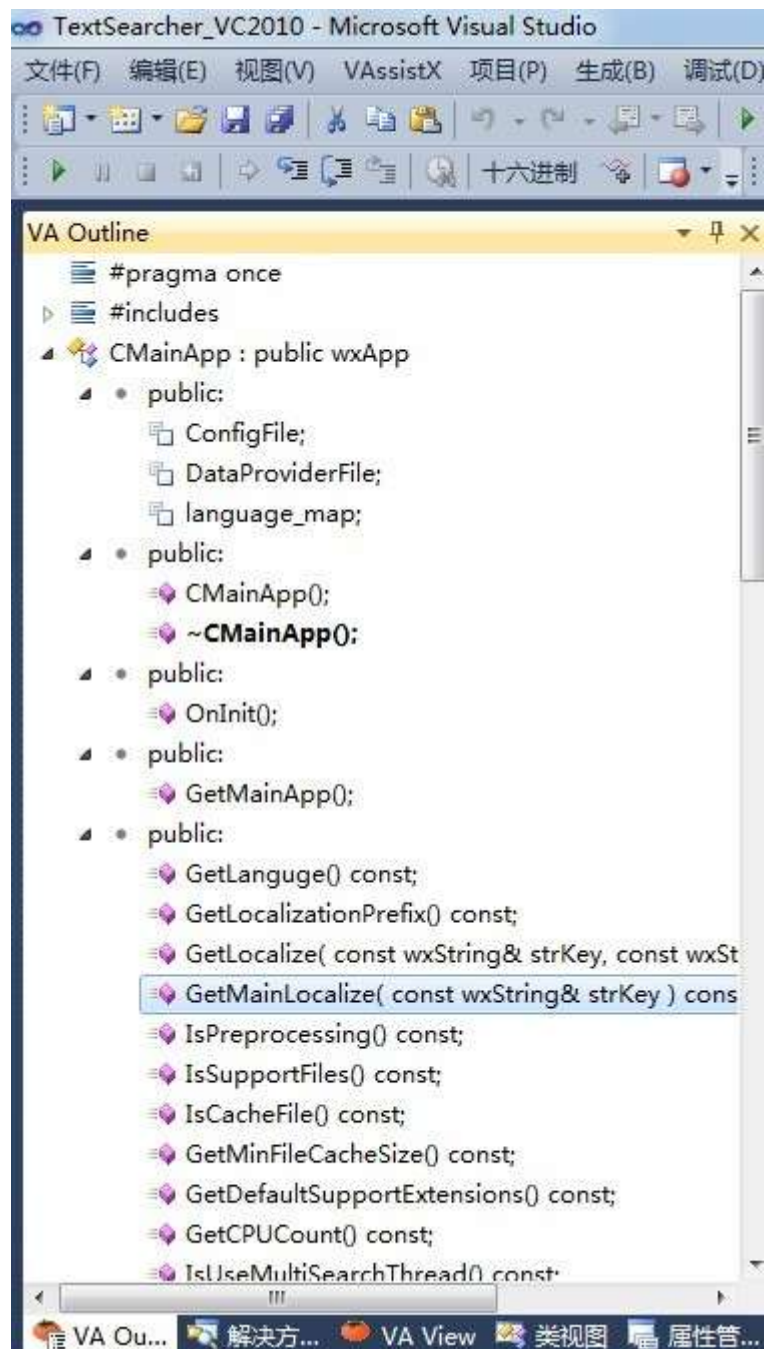 TextSearcher_VC2010 - Microsoft Visual Studio
文件(F) 编辑(E) 视图(V) VAssistX 项目(P) 生成(B) 调试(D)
十六进制
VA Outline
#pragma once
#includes
CMainApp : public wxApp
public:
ConfigFile;
DataProviderFile;
language_map;
public:
CMainApp();
~CMainApp();
public:
OnInit();
public:
GetMainApp();
public:
GetLanguge() const;
GetLocalizationPrefix() const;
GetLocalize( const wxString& strKey, const wxSt
GetMainLocalize( const wxString& strKey ) cons
IsPreprocessing() const;
IsSupportFiles() const;
IsCacheFile() const;
GetMinFileCacheSize() const;
GetDefaultSupportExtensions() const;
GetCPUCount() const;
IsUseMultiSearchThread() const;
VA Ou... 解决方... VA View 类视图 属性管...